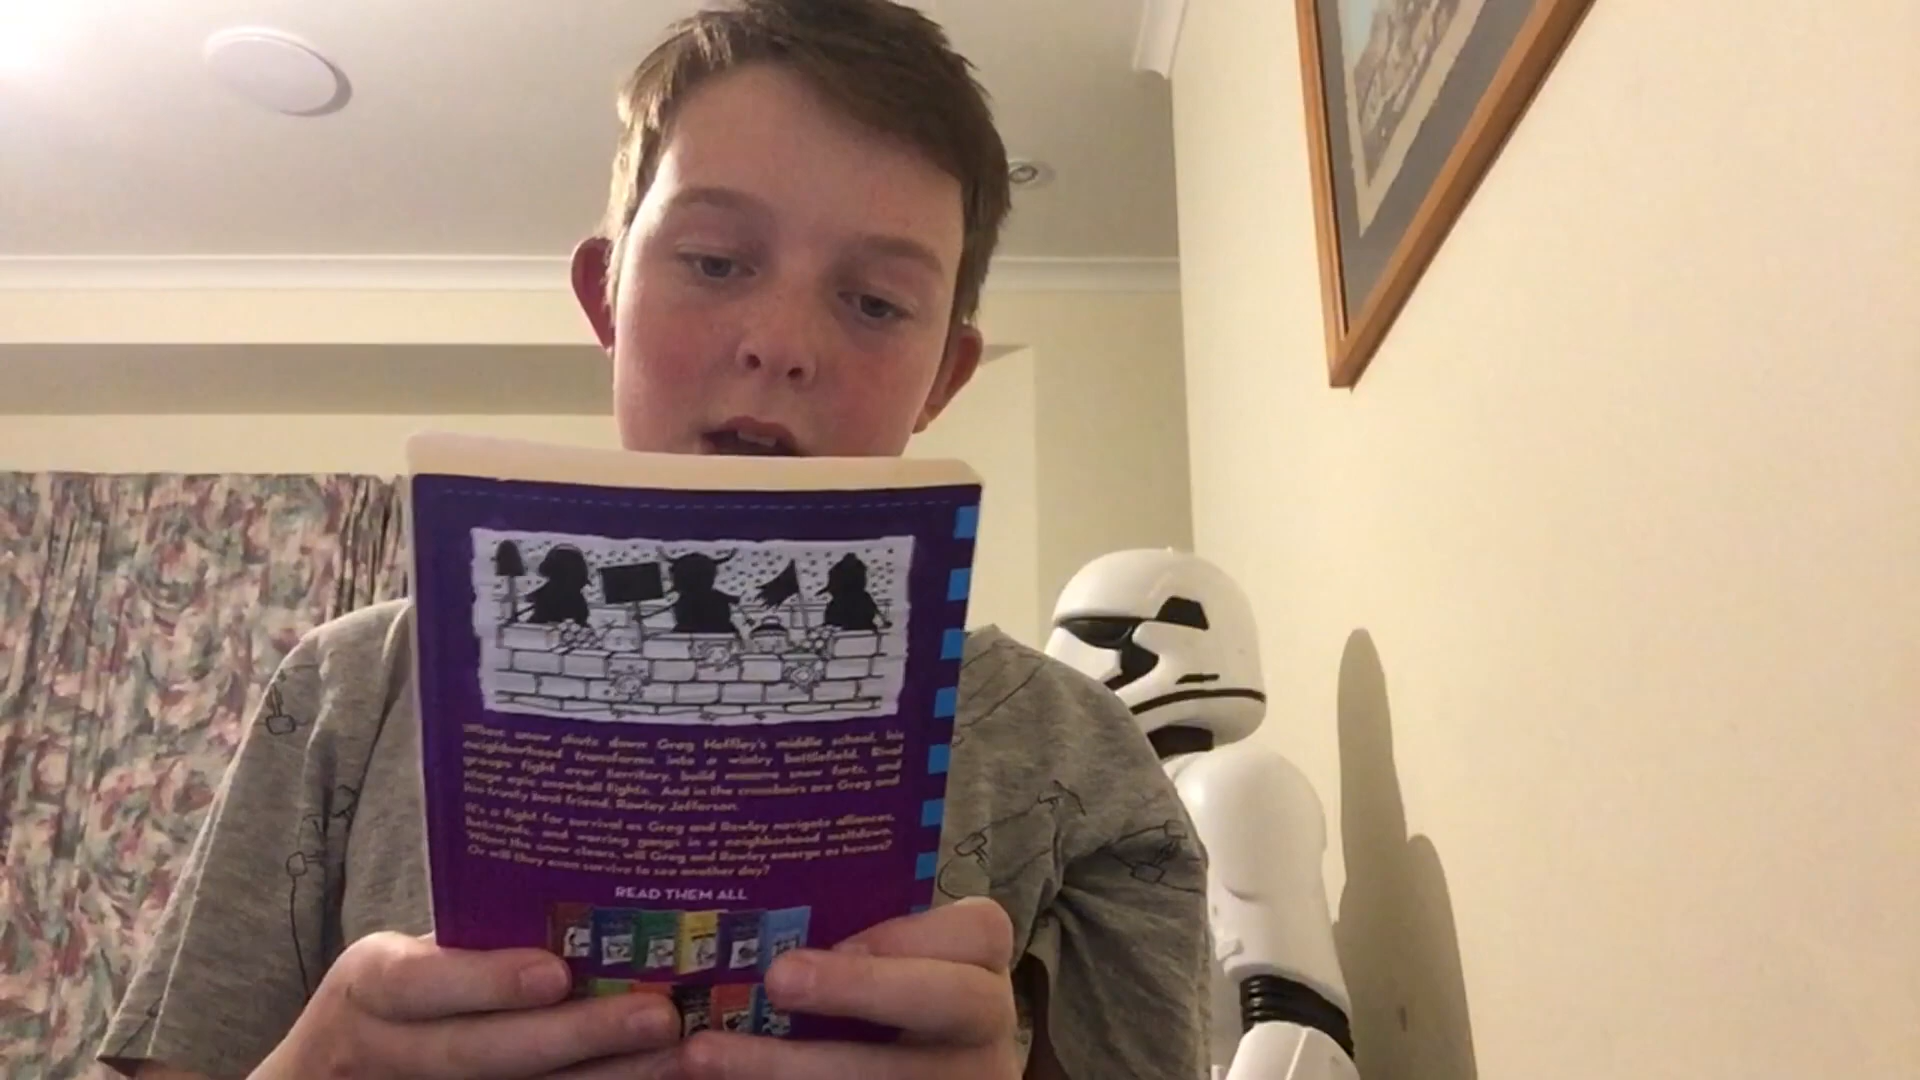 When snow shuts down Greg Heffley's middle school, his
neighborhood transforms into a wintry battlefield. Rival
groups fight over territory, build massive snow forts, and
stage epic snowball fights. And in the crosshairs are Greg and
his trusty best friend, Rowley Jefferson.
It's a fight for survival as Greg and Rowley navigate alliances,
betrayals, and warring gangs in a neighborhood meltdown.
When the snow clears, will Greg and Rowley emerge as heroes?
Or will they even survive to see another day?
READ THEM ALL